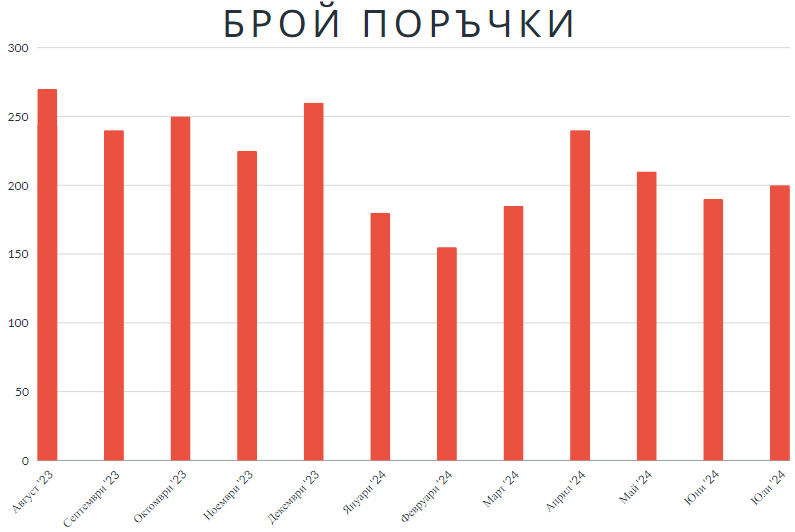 БРОЙ ПОРЪЧКИ
300
250
200
150
100
50
0
Август '23
Септември '23
Октомври '23
Ноември '23
Декември '23
Януари '24
Февруари '24
Март '24
Април '24
Май '24
Юни '24
Юли '24